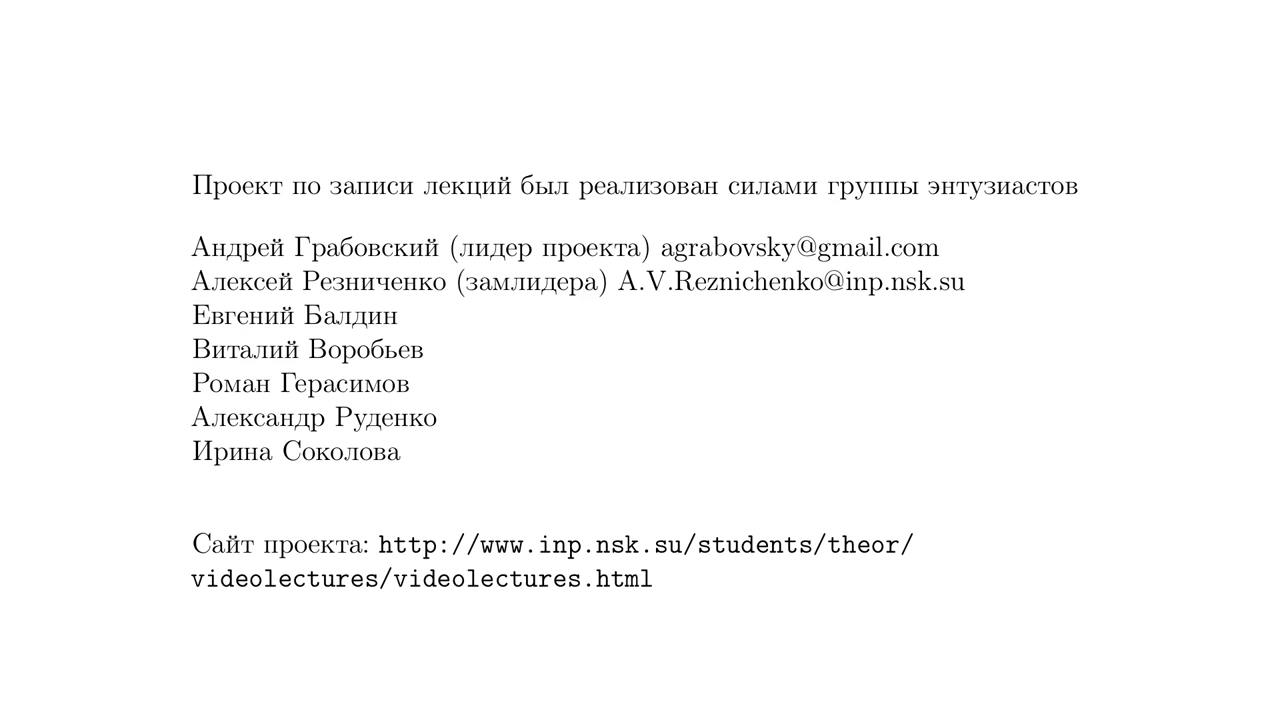 Проект по записи лекций был реализован силами группы энтузиастов
Андрей Грабовский (лидер проекта) agrabovsky@gmail.com
Алексей Резниченко (замлидера) A.V.Reznichenko@inp.nsk.su
Евгений Балдин
Виталий Воробьев
Роман Герасимов
Александр Руденко
Ирина Соколова
Сайт проекта: http://www.inp.nsk.su/students/theor/
videolectures/videolectures.html